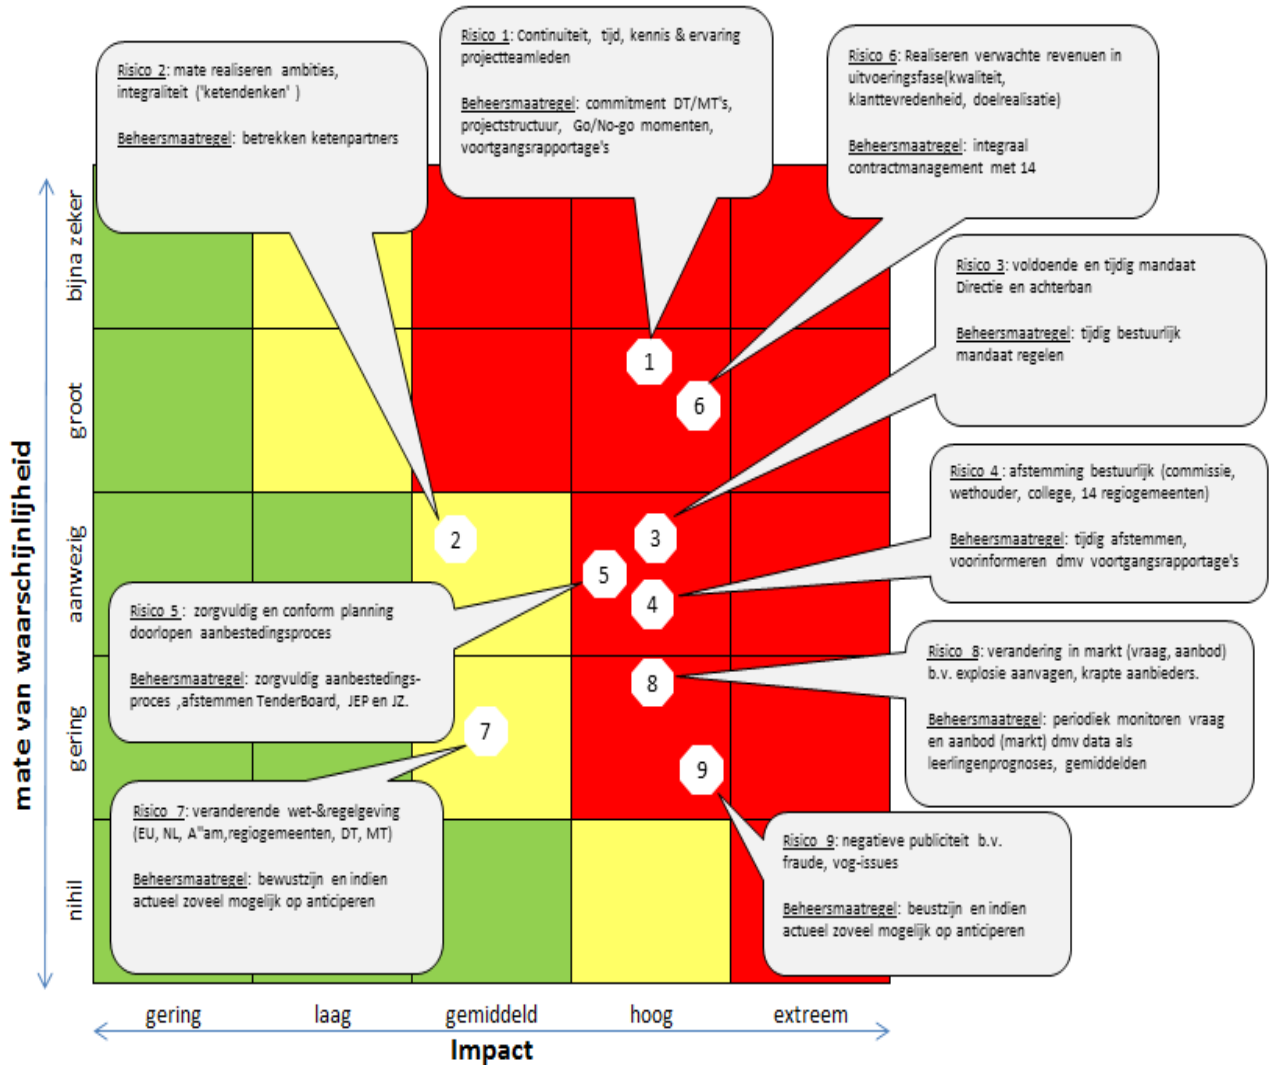 Risico 1: Continuiteit, tijd, kennis & ervaring
projectteamleden
Beheersmaatregel: commitment DT/MT's,
projectstructuur, Go/No-go momenten,
voortgangsrapportage's
Risico 2: mate realiseren ambities,
integraliteit ('ketendenken' )
Beheersmaatregel: betrekken ketenpartners
Risico 6: Realiseren verwachte revenuen in
uitvoeringsfase(kwaliteit,
klanttevredenheid, doelrealisatie)
Beheersmaatregel: integraal
contractmanagement met 14
Risico 3: voldoende en tijdig mandaat
Directie en achterban
Beheersmaatregel: tijdig bestuurlijk
mandaat regelen
Risico 4: afstemming bestuurlijk (commissie,
wethouder, college, 14 regiogemeenten)
Beheersmaatregel: tijdig afstemmen,
voorinformeren dmv voortgangsrapportage's
Risico 5: zorgvuldig en conform planning
doorlopen aanbestedingsproces
Beheersmaatregel: zorgvuldig aanbestedings-
proces ,afstemmen TenderBoard, JEP en JZ.
Risico 8: verandering in markt (vraag, aanbod)
b.v. explosie aanvagen, krapte aanbieders.
Beheersmaatregel: periodiek monitoren vraag
en aanbod (markt) dmv data als
leerlingenprognoses, gemiddelden
Risico 7: veranderende wet-&regelgeving
(EU, NL, A"am,regiogemeenten, DT, MT)
Beheersmaatregel: bewustzijn en indien
actueel zoveel mogelijk op anticiperen
Risico 9: negatieve publiciteit b.v.
fraude, vog-issues
Beheersmaatregel: beustzijn en indien
actueel zoveel mogelijk op anticiperen
1
6
2
3
5
4
8
7
9
mate van waarschijnlijheid
bijna zeker
groot
aanwezig
gering
nihil
gering
laag
gemiddeld
hoog
extreem
Impact